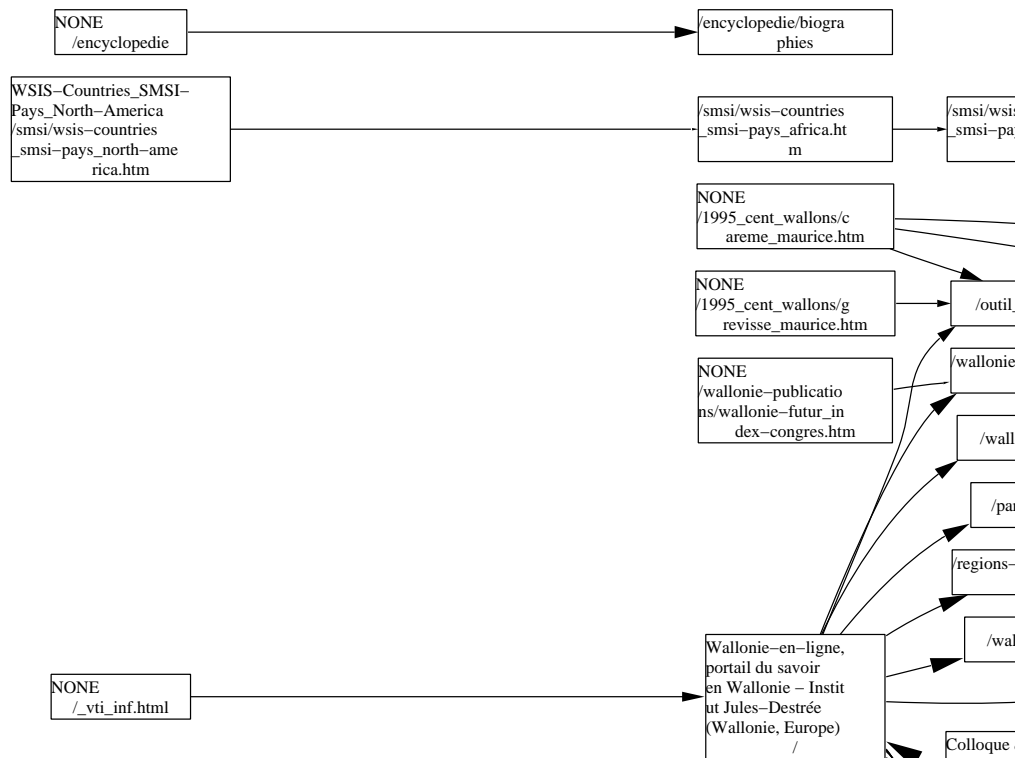 NONE
/encyclopedie
/encyclopedie/biogra
phies
WSIS−Countries_SMSI−
Pays_North−America
/smsi/wsis−countries
_smsi−pays_north−ame
rica.htm
/smsi/wsis−countries
_smsi−pays_africa.ht
m
/smsi/wsis
_smsi−pay
NONE
/1995_cent_wallons/c
areme_maurice.htm
NONE
/1995_cent_wallons/g
revisse_maurice.htm
/outil_
NONE
/wallonie−publicatio
ns/wallonie−futur_in
dex−congres.htm
/wallonie
/wall
/par
/regions−
/wal
Wallonie−en−ligne,
portail du savoir
en Wallonie − Instit
ut Jules−Destrée
(Wallonie, Europe)
/
NONE
/_vti_inf.html
Colloque